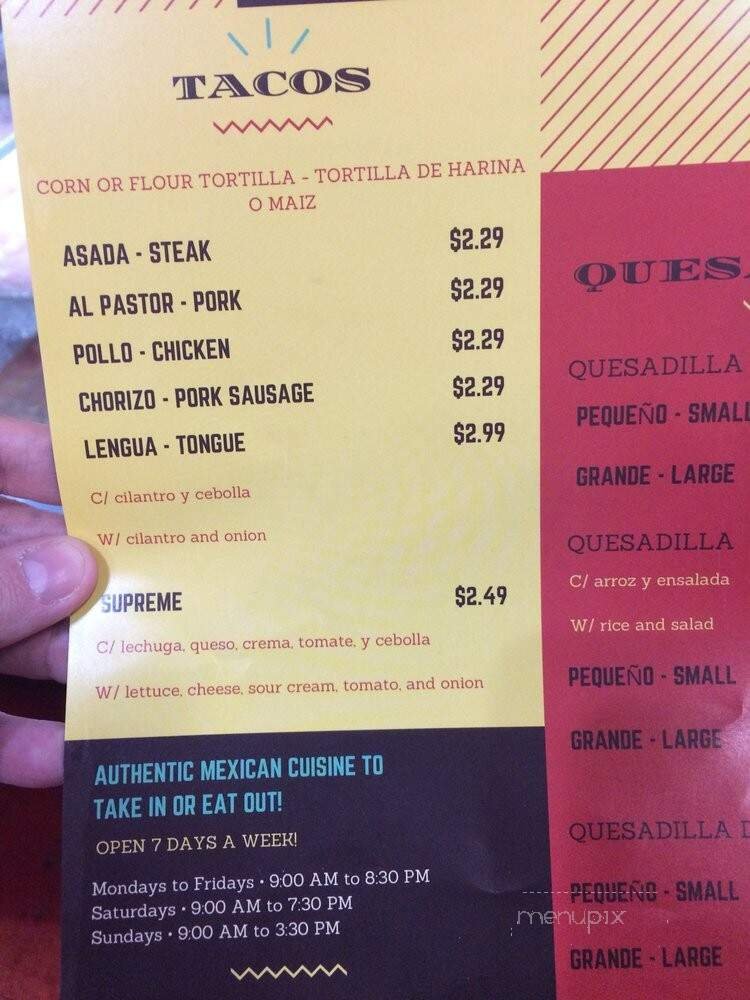 TACOS
CORN OR FLOUR TORTILLA - TORTILLA DE HARINA
O MAIZ
ASADA - STEAK $2.29
AL PASTOR - PORK $2.29
POLLO - CHICKEN $2.29
CHORIZO - PORK SAUSAGE $2.29
LENGUA - TONGUE $2.99
C/ cilantro y cebolla
W/ cilantro and onion
SUPREME $2.49
C/ lechuga, queso, crema, tomate, y cebolla
W/ lettuce, cheese, sour cream, tomato, and onion
AUTHENTIC MEXICAN CUISINE TO
TAKE IN OR EAT OUT!
OPEN 7 DAYS A WEEK!
Mondays to Fridays • 9:00 AM to 8:30 PM
Saturdays • 9:00 AM to 7:30 PM
Sundays • 9:00 AM to 3:30 PM
QUESA
QUESADILLA
PEQUEÑO - SMALL
GRANDE - LARGE
QUESADILLA
C/ arroz y ensalada
W/ rice and salad
PEQUEÑO - SMALL
GRANDE - LARGE
QUESADILLA D
PEQUEÑO - SMALL
GRANDE - LARGE
menupix